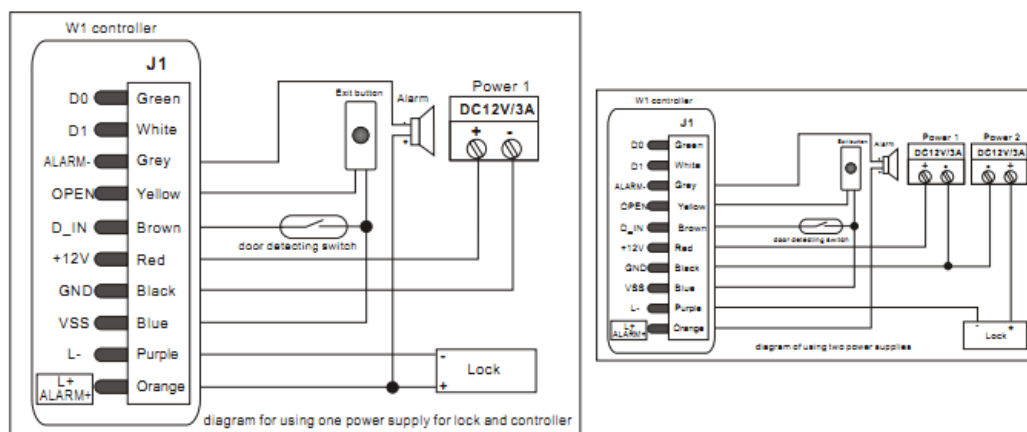 W1 controller
J1
D0 Green
D1 White
ALARM- Grey
OPEN Yellow
D_IN Brown
+12V Red
GND Black
VSS Blue
L- Purple
L+
ALARM+
Orange
Exit button
Alarm
- 
+
Power 1
DC12V/3A
+ -
door detecting switch
-
+
Lock
diagram for using one power supply for lock and controller
W1 controller
J1
D0 Green
D1 White
ALARM- Grey
OPEN Yellow
D_IN Brown
+12V Red
GND Black
VSS Blue
L- Purple
L+
ALARM+
Orange
Exit button
Alarm
Power 1 Power 2
DC12V/3A DC12V/3A
+ - - +
door detecting switch
- +
Lock
diagram of using two power supplies